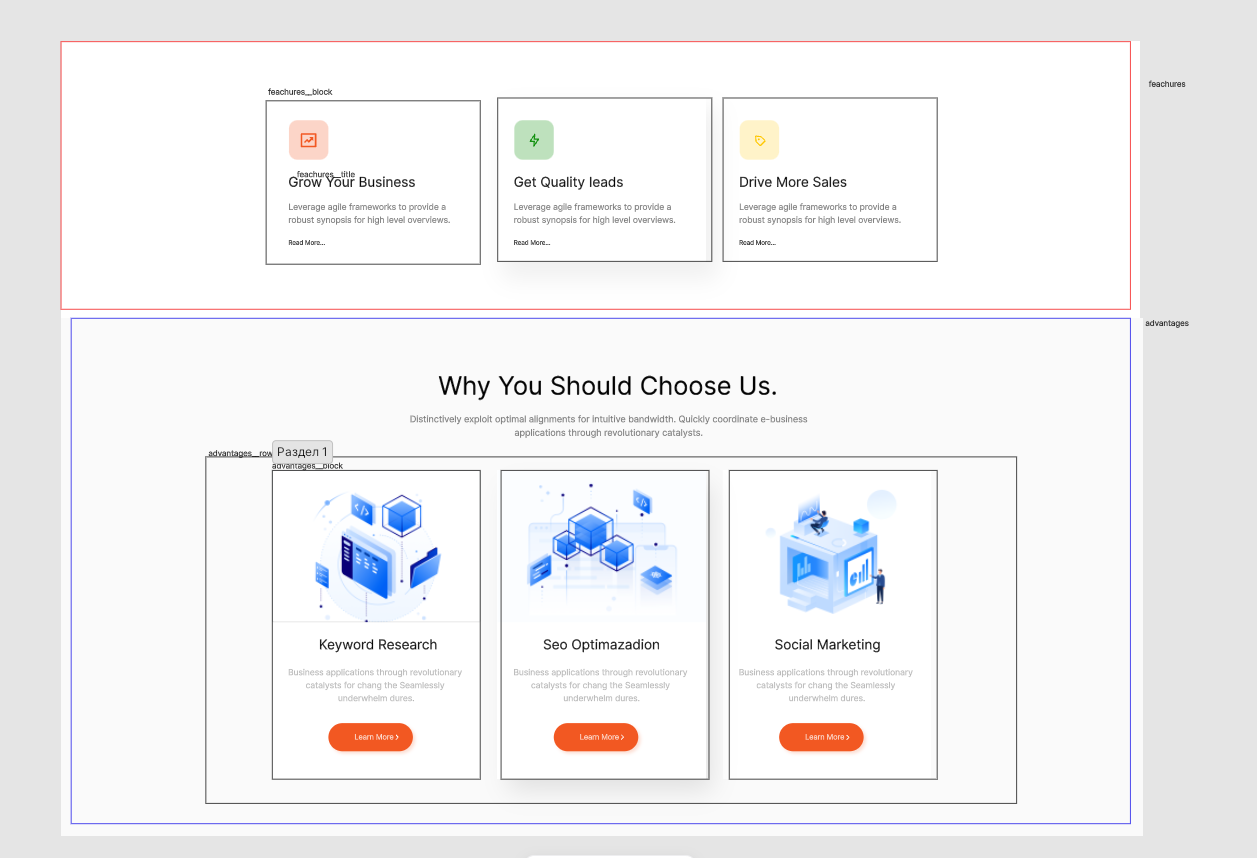 feachures
feachures__block
feachures__title
Grow Your Business
Leverage agile frameworks to provide a
robust synopsis for high level overviews.
Read More...
Get Quality leads
Leverage agile frameworks to provide a
robust synopsis for high level overviews.
Read More...
Drive More Sales
Leverage agile frameworks to provide a
robust synopsis for high level overviews.
Read More...
advantages
Why You Should Choose Us.
Distinctively exploit optimal alignments for intuitive bandwidth. Quickly coordinate e-business
applications through revolutionary catalysts.
advantages__row
Раздел 1
advantages__block
Keyword Research
Business applications through revolutionary
catalysts for chang the Seamlessly
underwhelm dures.
Learn More >
Seo Optimazadion
Business applications through revolutionary
catalysts for chang the Seamlessly
underwhelm dures.
Learn More >
Social Marketing
Business applications through revolutionary
catalysts for chang the Seamlessly
underwhelm dures.
Learn More >